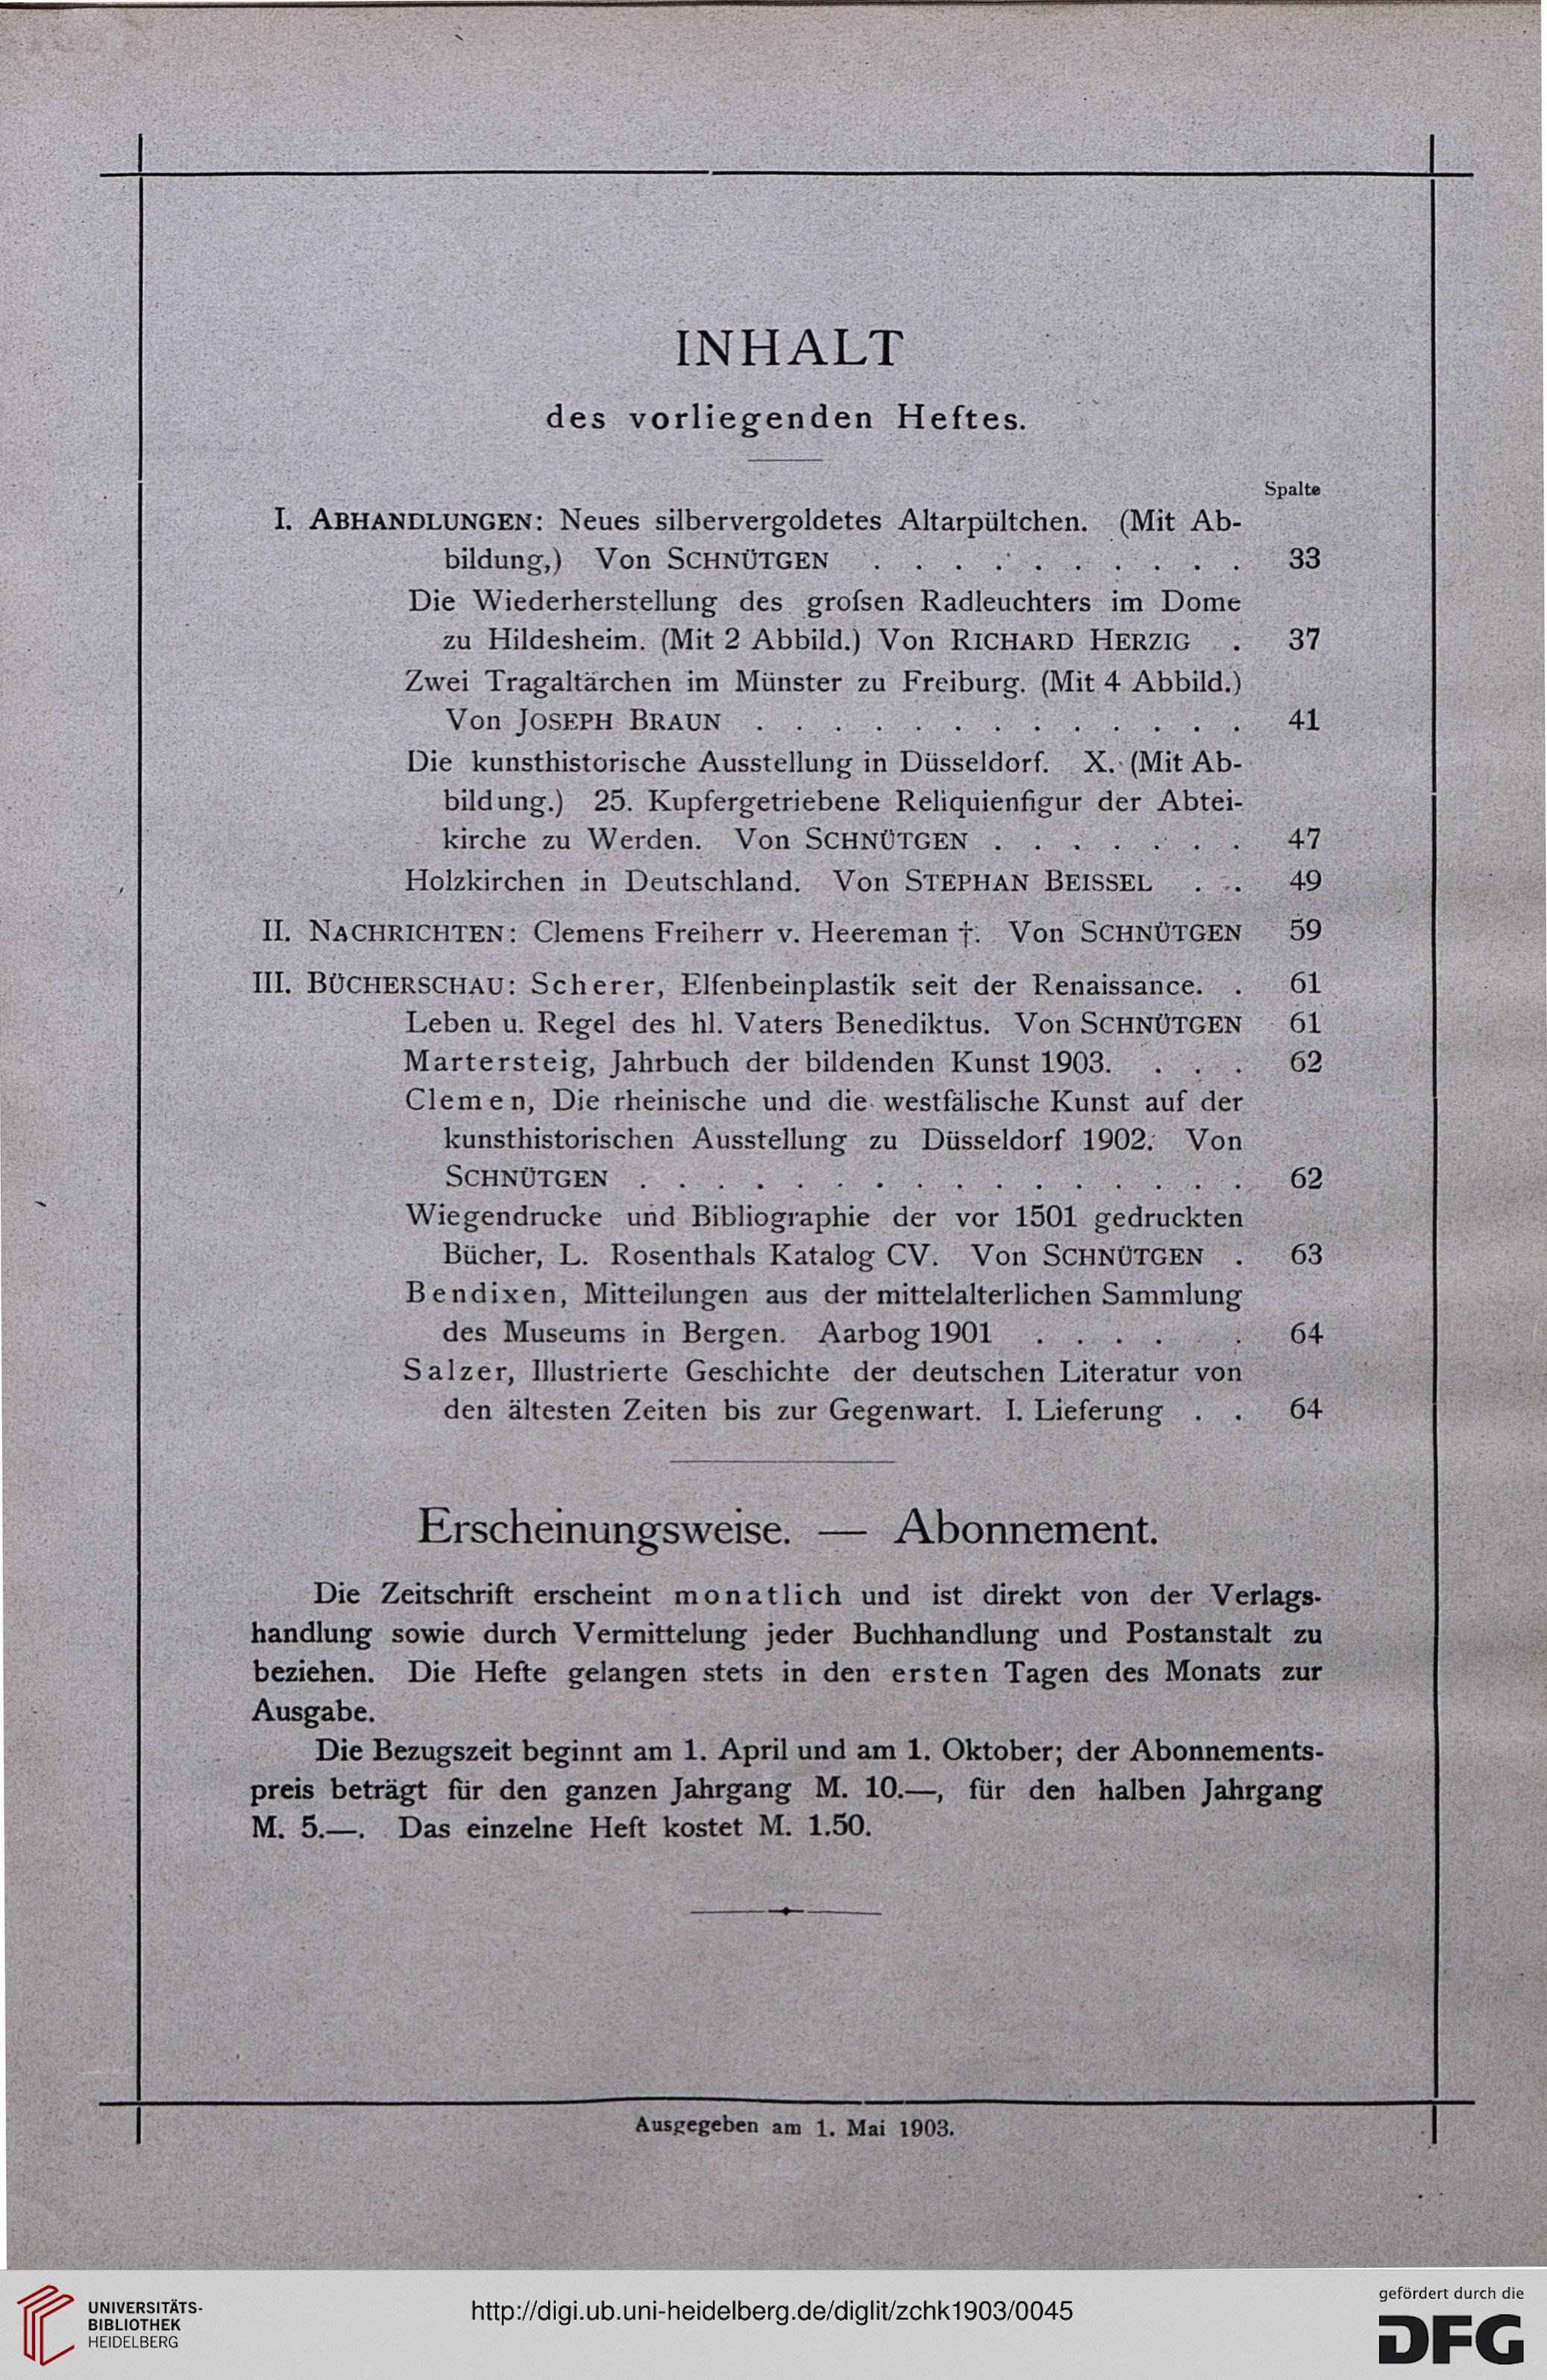 INHALT
des vorliegenden Heftes.
Spalte
I. ABHANDLUNGEN: Neues silbervergoldetes Altarpültchen. (Mit Ab-
bildung,) Von SCHNÜTGEN . . . . . . . . . . 33
Die Wiederherstellung des groſsen Radleuchters im Dome
zu Hildesheim. (Mit 2 Abbild.) Von RICHARD HERZIG . 37
Zwei Tragaltärchen im Münster zu Freiburg. (Mit 4 Abbild.)
Von JOSEPH BRAUN . . . . . . . . . . . . . 41
Die kunsthistorische Ausstellung in Düsseldorf. X. (Mit Ab-
bildung.) 25. Kupfergetriebene Reliquienfigur der Abtei-
kirche zu Werden. Von SCHNÜTGEN . . . . . . . 47
Holzkirchen in Deutschland. Von STEPHAN BEISSEL . . 49
II. NACHRICHTEN: Clemens Freiherr v. Heereman †. Von SCHNÜTGEN 59
III. BÜCHERSCHAU: Scherer, Elfenbeinplastik seit der Renaissance. . 61
Leben u. Regel des hl. Vaters Benediktus. Von SCHNÜTGEN 61
Martersteig, Jahrbuch der bildenden Kunst 1903. . . . 62
Clemen, Die rheinische und die westfälische Kunst auf der
kunsthistorischen Ausstellung zu Düsseldorf 1902. Von
SCHNÜTGEN . . . . . . . . . . . . . . . . 62
Wiegendrucke und Bibliographie der vor 1501 gedruckten
Bücher, L. Rosenthals Katalog CV. Von SCHNÜTGEN . 63
Bendixen, Mitteilungen aus der mittelalterlichen Sammlung
des Museums in Bergen. Aarbog 1901 . . . . . 64
Salzer, Illustrierte Geschichte der deutschen Literatur von
den ältesten Zeiten bis zur Gegenwart. I. Lieferung . . 64
Erscheinungsweise. — Abonnement.
Die Zeitschrift erscheint monatlich und ist direkt von der Verlags-
handlung sowie durch Vermittelung jeder Buchhandlung und Postanstalt zu
beziehen. Die Hefte gelangen stets in den ersten Tagen des Monats zur
Ausgabe.
Die Bezugszeit beginnt am 1. April und am 1. Oktober; der Abonnements-
preis beträgt für den ganzen Jahrgang M. 10.—, für den halben Jahrgang
M. 5.—. Das einzelne Heft kostet M. 1.50.
Ausgegeben am 1. Mai 1903.
UNIVERSITÄTS-
BIBLIOTHEK
HEIDELBERG
http://digi.ub.uni-heidelberg.de/diglit/zchk1903/0045
gefördert durch die
DFG